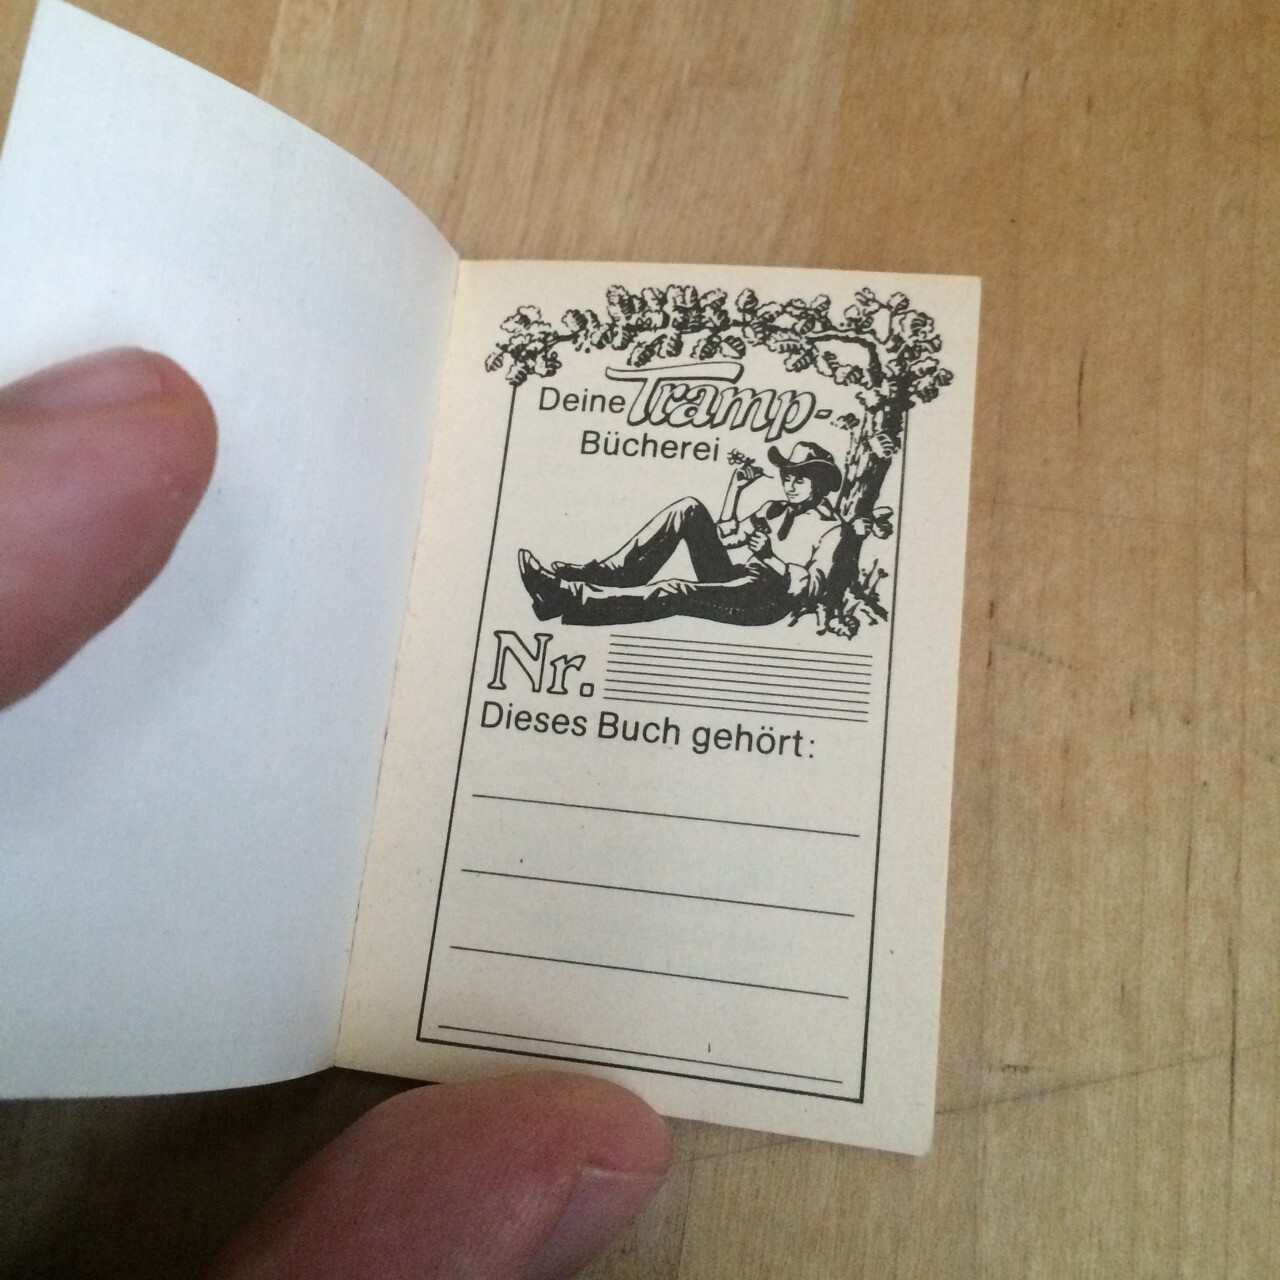 Deine Tramp-
Bücherei
Nr.
Dieses Buch gehört: